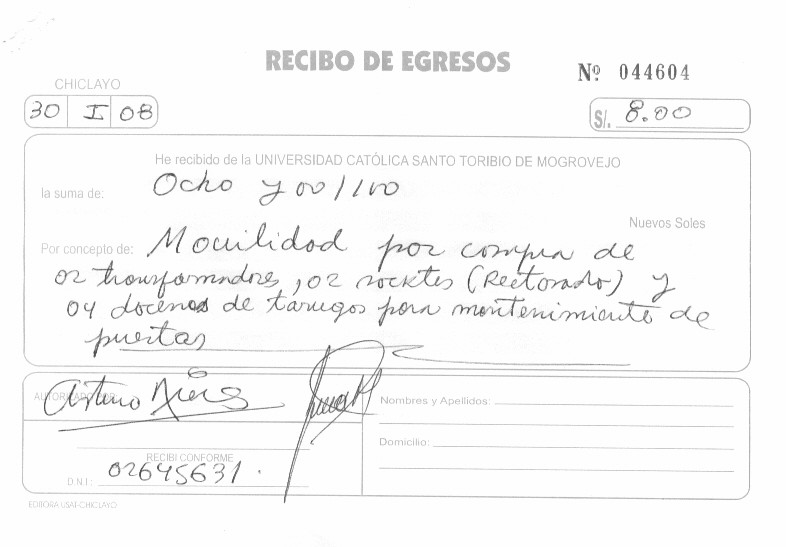 RECIBO DE EGRESOS
Nº 044604
CHICLAYO
30 I 08
S/. 8.00
He recibido de la UNIVERSIDAD CATÓLICA SANTO TORIBIO DE MOGROVEJO
la suma de: Ocho y 00/100
Nuevos Soles
Por concepto de: Movilidad por compra de
02 transformadores, 02 socktes (Rectorado) y
04 docenas de tarugos para mantenimiento de
puertas
AUTORIZADO POR
Arturo
Nombres y Apellidos:
Domicilio:
RECIBI CONFORME
D.N.I: 02645631.
EDITORA USAT-CHICLAYO